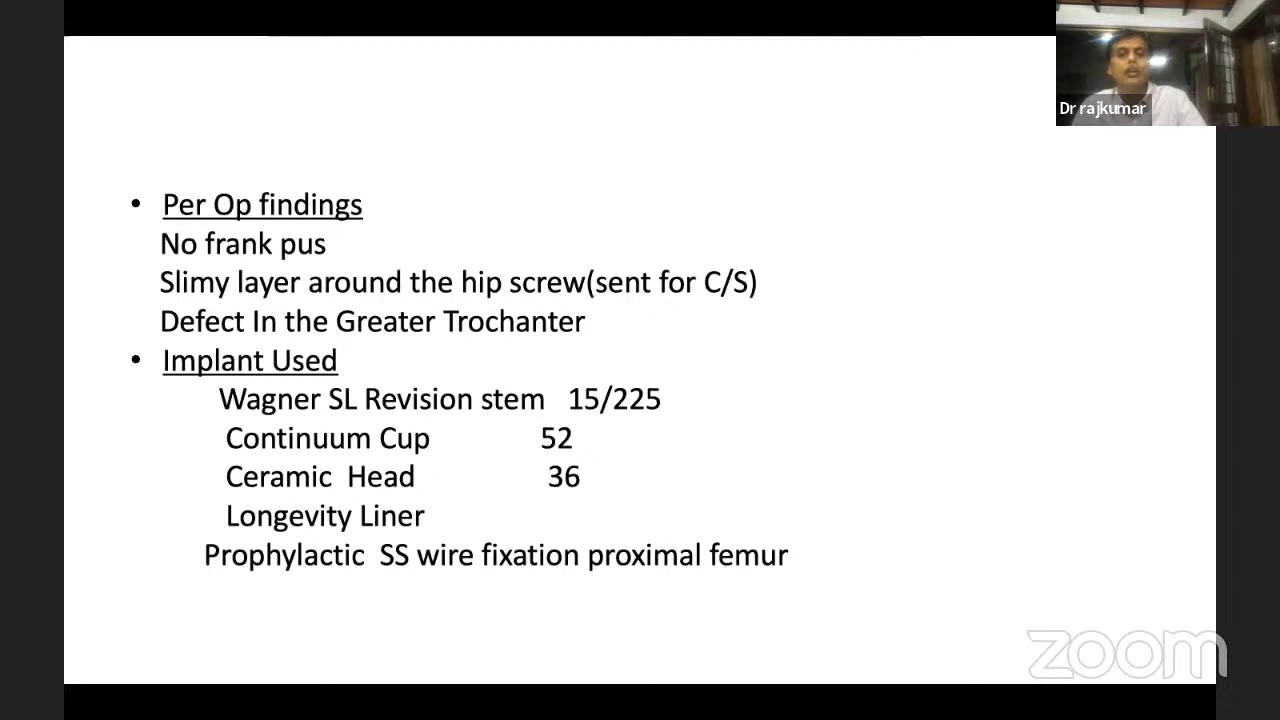 Dr rajkumar
• Per Op findings
No frank pus
Slimy layer around the hip screw(sent for C/S)
Defect In the Greater Trochanter
• Implant Used
Wagner SL Revision stem 15/225
Continuum Cup 52
Ceramic Head 36
Longevity Liner
Prophylactic SS wire fixation proximal femur
zoom